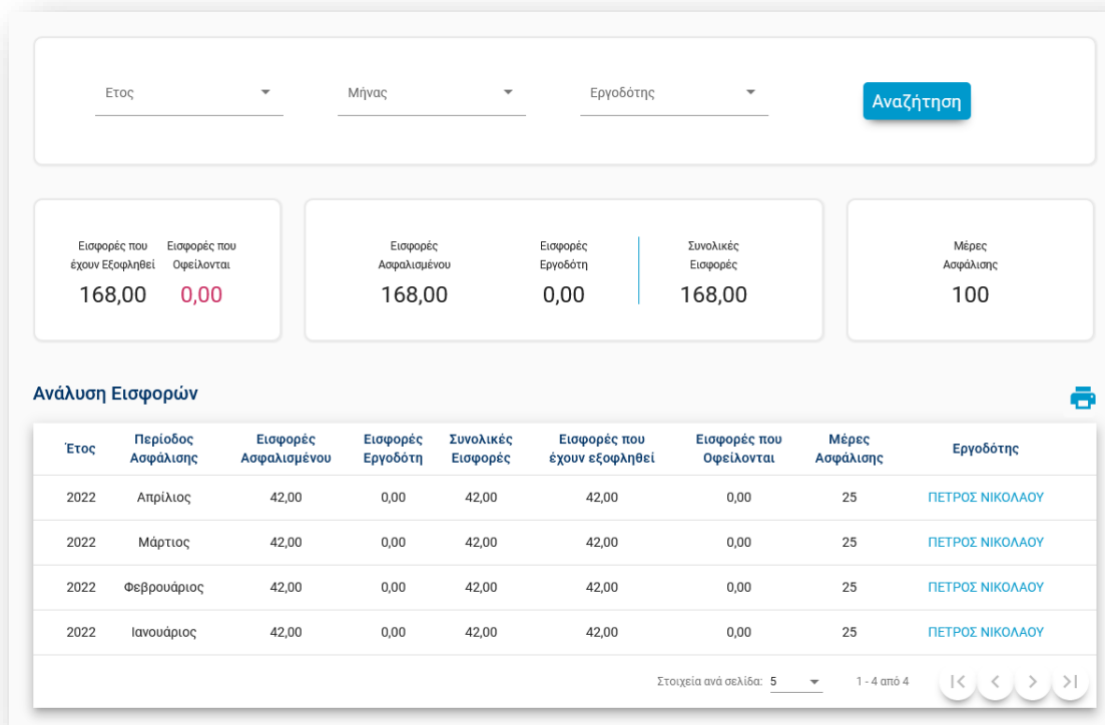 Ετος Μήνας Εργοδότης Αναζήτηση
Εισφορές που Εισφορές που
έχουν Εξοφληθεί Οφείλονται
168,00 0,00
Εισφορές Εισφορές Συνολικές
Ασφαλισμένου Εργοδότη Εισφορές
168,00 0,00 168,00
Μέρες
Ασφάλισης
100
Ανάλυση Εισφορών
Έτος Περίοδος Ασφάλισης Εισφορές Ασφαλισμένου Εισφορές Εργοδότη Συνολικές Εισφορές Εισφορές που έχουν εξοφληθεί Εισφορές που Οφείλονται Μέρες Ασφάλισης Εργοδότης
2022 Απρίλιος 42,00 0,00 42,00 42,00 0,00 25 ΠΕΤΡΟΣ ΝΙΚΟΛΑΟΥ
2022 Μάρτιος 42,00 0,00 42,00 42,00 0,00 25 ΠΕΤΡΟΣ ΝΙΚΟΛΑΟΥ
2022 Φεβρουάριος 42,00 0,00 42,00 42,00 0,00 25 ΠΕΤΡΟΣ ΝΙΚΟΛΑΟΥ
2022 Ιανουάριος 42,00 0,00 42,00 42,00 0,00 25 ΠΕΤΡΟΣ ΝΙΚΟΛΑΟΥ
Στοιχεία ανά σελίδα: 5 1 - 4 από 4